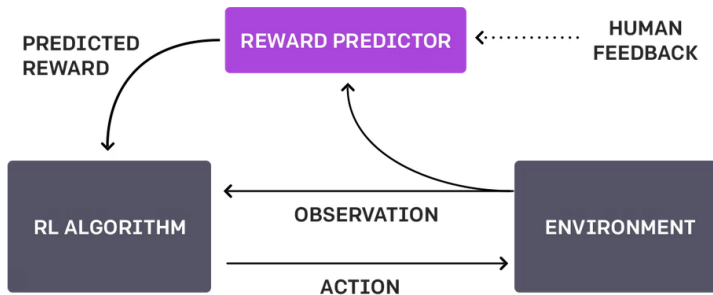 PREDICTED
REWARD
REWARD PREDICTOR
HUMAN
FEEDBACK
RL ALGORITHM
OBSERVATION
ACTION
ENVIRONMENT